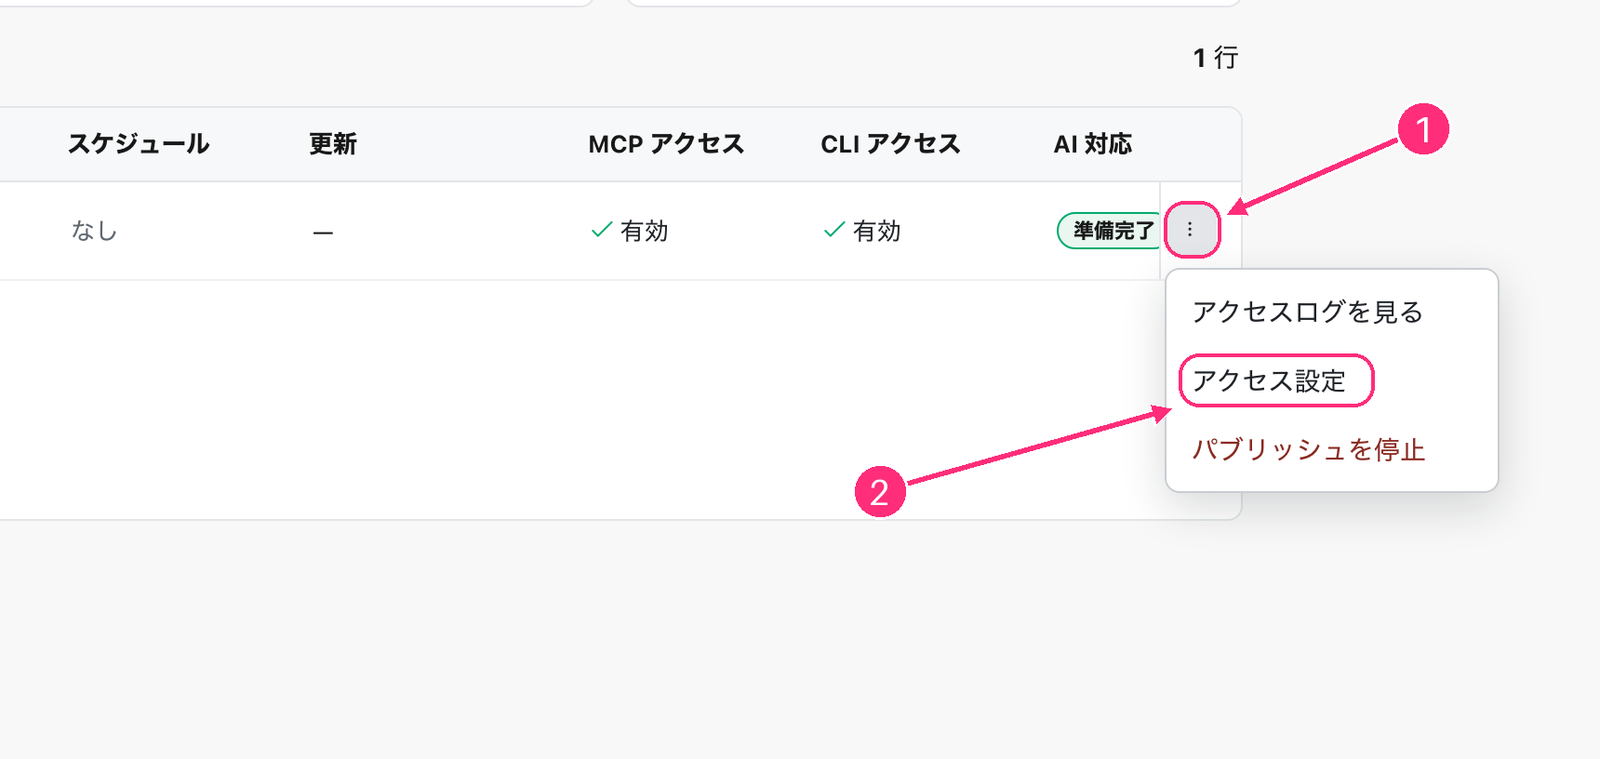 1 行
スケジュール 更新 MCP アクセス CLI アクセス AI 対応
なし — 有効 有効 準備完了
1
アクセスログを見る
アクセス設定
パブリッシュを停止
2